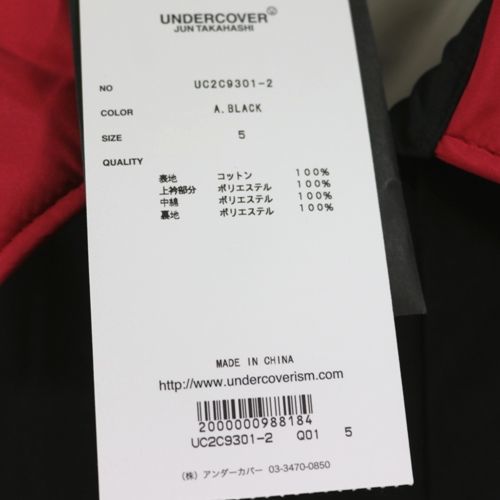 UNDERCOVER
JUN TAKAHASHI
NO UC2C9301-2
COLOR A.BLACK
SIZE 5
QUALITY
表地 コットン 100%
上衿部分 ポリエステル 100%
中綿 ポリエステル 100%
裏地 ポリエステル 100%
MADE IN CHINA
http://www.undercoverism.com/
2000000988184
UC2C9301-2 Q01 5
(株) アンダーカバー 03-3470-0850